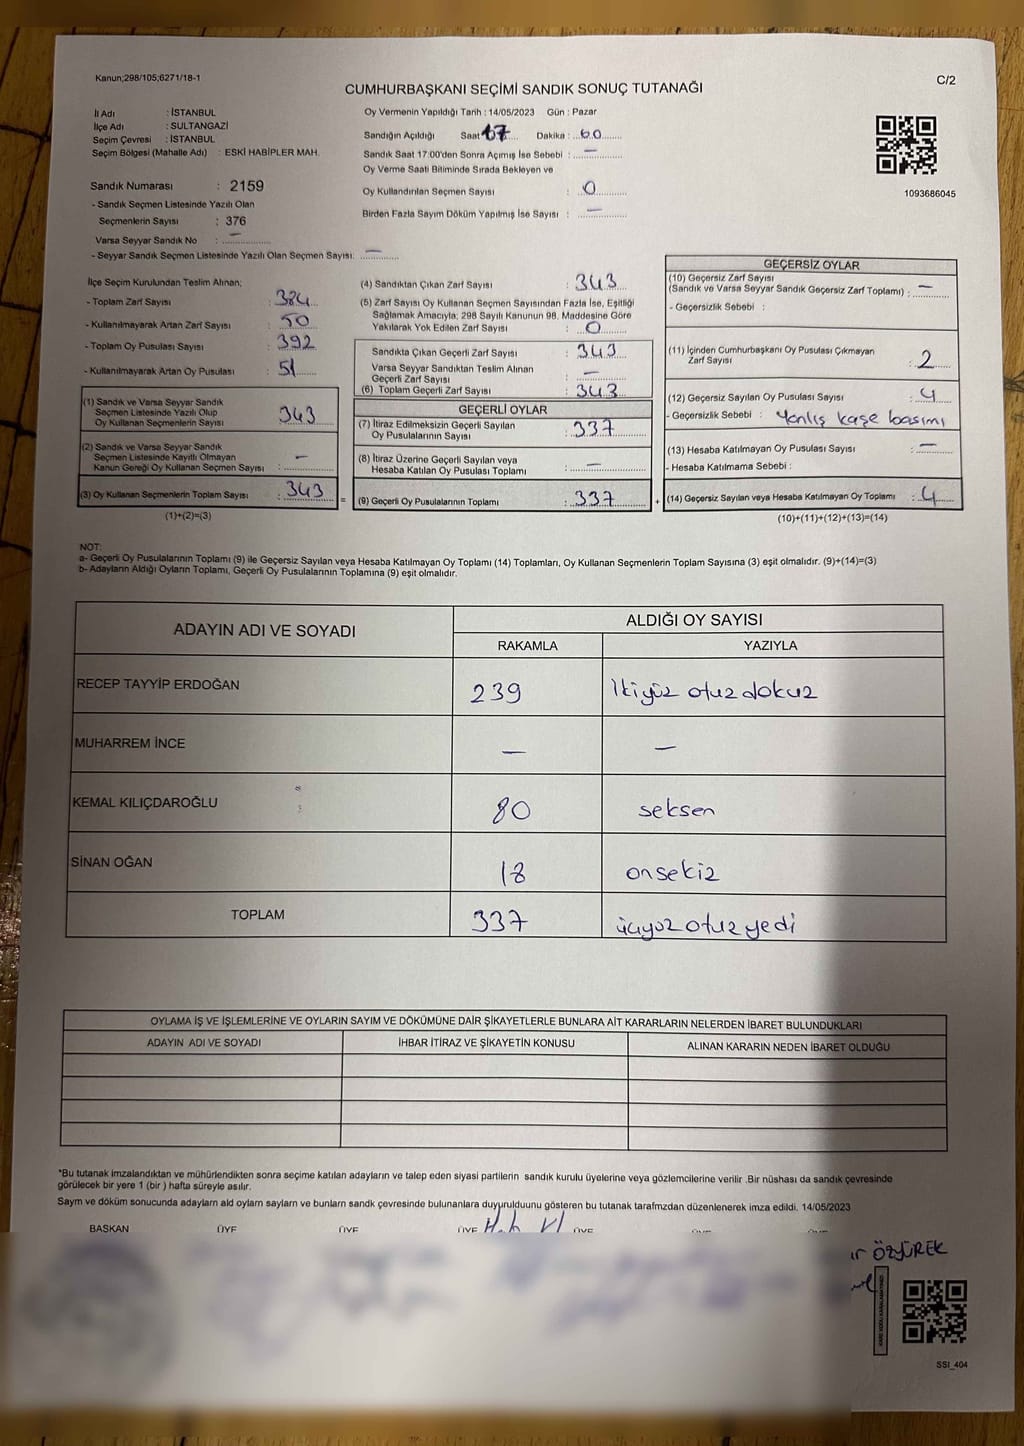 Kanun;298/105;6271/18-1
C/2
CUMHURBAŞKANI SEÇİMİ SANDIK SONUÇ TUTANAĞI
İl Adı : İSTANBUL
İlçe Adı : SULTANGAZİ
Seçim Çevresi : İSTANBUL
Seçim Bölgesi (Mahalle Adı) : ESKİ HABİPLER MAH.
Sandık Numarası : 2159
- Sandık Seçmen Listesinde Yazılı Olan
Seçmenlerin Sayısı : 376
Varsa Seyyar Sandık No : —
- Seyyar Sandık Seçmen Listesinde Yazılı Olan Seçmen Sayısı: —
Oy Vermenin Yapıldığı Tarih : 14/05/2023 Gün : Pazar
Sandığın Açıldığı Saat 17 Dakika : 00
Sandık Saat 17:00'den Sonra Açımış İse Sebebi : —
Oy Verme Saati Bitiminde Sırada Bekleyen ve
Oy Kullandırılan Seçmen Sayısı : 0
Birden Fazla Sayım Döküm Yapılmış İse Sayısı : —
1093686045
İlçe Seçim Kurulundan Teslim Alınan;
- Toplam Zarf Sayısı : 384
- Kullanılmayarak Artan Zarf Sayısı : 50
- Toplam Oy Pusulası Sayısı : 392
- Kullanılmayarak Artan Oy Pusulası : 51
(1) Sandık ve Varsa Seyyar Sandık
Seçmen Listesinde Yazılı Olup
Oy Kullanan Seçmenlerin Sayısı : 343
(2) Sandık ve Varsa Seyyar Sandık
Seçmen Listesinde Kayıtlı Olmayan
Kanun Gereği Oy Kullanan Seçmen Sayısı : —
(3) Oy Kullanan Seçmenlerin Toplam Sayısı : 343 =
(1)+(2)=(3)
(4) Sandıktan Çıkan Zarf Sayısı : 343
(5) Zarf Sayısı Oy Kullanan Seçmen Sayısından Fazla İse, Eşitliği
Sağlamak Amacıyla; 298 Sayılı Kanunun 98. Maddesine Göre
Yakılarak Yok Edilen Zarf Sayısı : 0
Sandıkta Çıkan Geçerli Zarf Sayısı : 343
Varsa Seyyar Sandıktan Teslim Alınan
Geçerli Zarf Sayısı : —
(6) Toplam Geçerli Zarf Sayısı : 343
GEÇERLİ OYLAR
(7) İtiraz Edilmeksizin Geçerli Sayılan
Oy Pusulalarının Sayısı : 337
(8) İtiraz Üzerine Geçerli Sayılan veya
Hesaba Katılan Oy Pusulası Toplamı : —
(9) Geçerli Oy Pusulalarının Toplamı : 337 +
GEÇERSİZ OYLAR
(10) Geçersiz Zarf Sayısı
(Sandık ve Varsa Seyyar Sandık Geçersiz Zarf Toplamı) : —
- Geçersizlik Sebebi :
(11) İçinden Cumhurbaşkanı Oy Pusulası Çıkmayan
Zarf Sayısı : 2
(12) Geçersiz Sayılan Oy Pusulası Sayısı : 4
- Geçersizlik Sebebi : Yanlış kaşe basımı
(13) Hesaba Katılmayan Oy Pusulası Sayısı : —
- Hesaba Katılmama Sebebi :
(14) Geçersiz Sayılan veya Hesaba Katılmayan Oy Toplamı : 4
(10)+(11)+(12)+(13)=(14)
NOT:
a- Geçerli Oy Pusulalarının Toplamı (9) ile Geçersiz Sayılan veya Hesaba Katılmayan Oy Toplamı (14) Toplamları, Oy Kullanan Seçmenlerin Toplam Sayısına (3) eşit olmalıdır. (9)+(14)=(3)
b- Adayların Aldığı Oyların Toplamı, Geçerli Oy Pusulalarının Toplamına (9) eşit olmalıdır.
ADAYIN ADI VE SOYADI
ALDIĞI OY SAYISI
RAKAMLA YAZIYLA
RECEP TAYYİP ERDOĞAN 239 İkiyüz otuz dokuz
MUHARREM İNCE — —
KEMAL KILIÇDAROĞLU 80 seksen
SİNAN OĞAN 18 onsekiz
TOPLAM 337 üçyüz otuz yedi
OYLAMA İŞ VE İŞLEMLERİNE VE OYLARIN SAYIM VE DÖKÜMÜNE DAİR ŞİKAYETLERLE BUNLARA AİT KARARLARIN NELERDEN İBARET BULUNDUKLARI
ADAYIN ADI VE SOYADI İHBAR İTİRAZ VE ŞİKAYETİN KONUSU ALINAN KARARIN NEDEN İBARET OLDUĞU
*Bu tutanak imzalandıktan ve mühürlendikten sonra seçime katılan adayların ve talep eden siyasi partilerin sandık kurulu üyelerine veya gözlemcilerine verilir .Bir nüshası da sandık çevresinde
görülecek bir yere 1 (bir ) hafta süreyle asılır.
Sayım ve döküm sonucunda adayların ald oyların sayların ve bunların sandk çevresinde bulunanlara duyurulduunu gösteren bu tutanak tarafmzdan düzenlenerek imza edildi. 14/05/2023
BAŞKAN ÜYE ÜYE ÜYE ÜYE
ÖZYÜREK
SSI_404